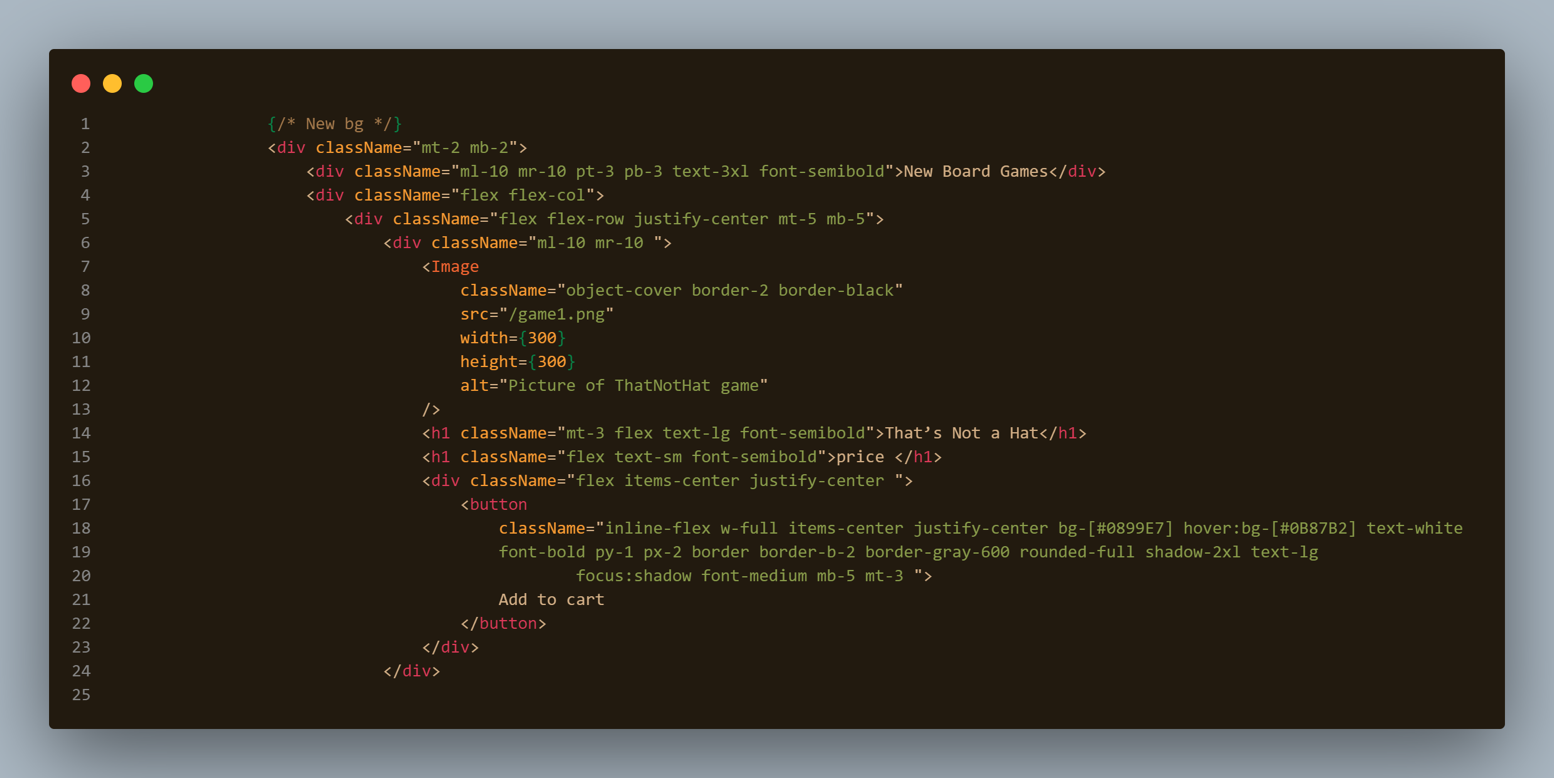 1 {/* New bg */}
2 <div className="mt-2 mb-2">
3 <div className="ml-10 mr-10 pt-3 pb-3 text-3xl font-semibold">New Board Games</div>
4 <div className="flex flex-col">
5 <div className="flex flex-row justify-center mt-5 mb-5">
6 <div className="ml-10 mr-10 ">
7 <Image
8 className="object-cover border-2 border-black"
9 src="/game1.png"
10 width={300}
11 height={300}
12 alt="Picture of ThatNotHat game"
13 />
14 <h1 className="mt-3 flex text-lg font-semibold">That’s Not a Hat</h1>
15 <h1 className="flex text-sm font-semibold">price </h1>
16 <div className="flex items-center justify-center ">
17 <button
18 className="inline-flex w-full items-center justify-center bg-[#0899E7] hover:bg-[#0B87B2] text-white
19 font-bold py-1 px-2 border border-b-2 border-gray-600 rounded-full shadow-2xl text-lg
20 focus:shadow font-medium mb-5 mt-3 ">
21 Add to cart
22 </button>
23 </div>
24 </div>
25